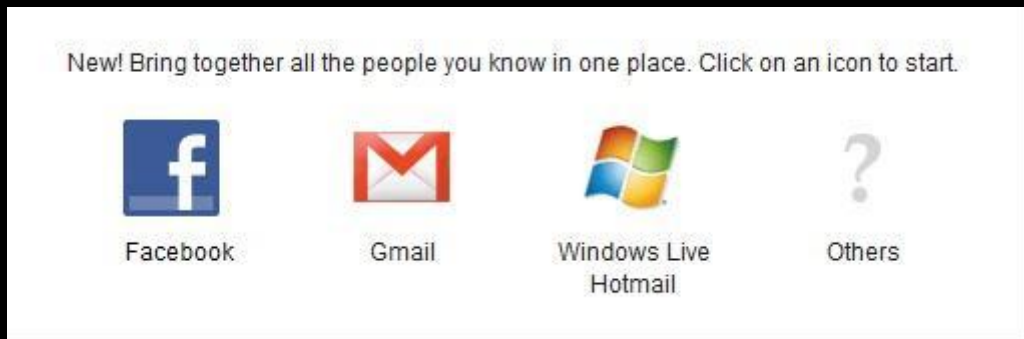 New! Bring together all the people you know in one place. Click on an icon to start.
f
Facebook
Gmail
Windows Live
Hotmail
?
Others